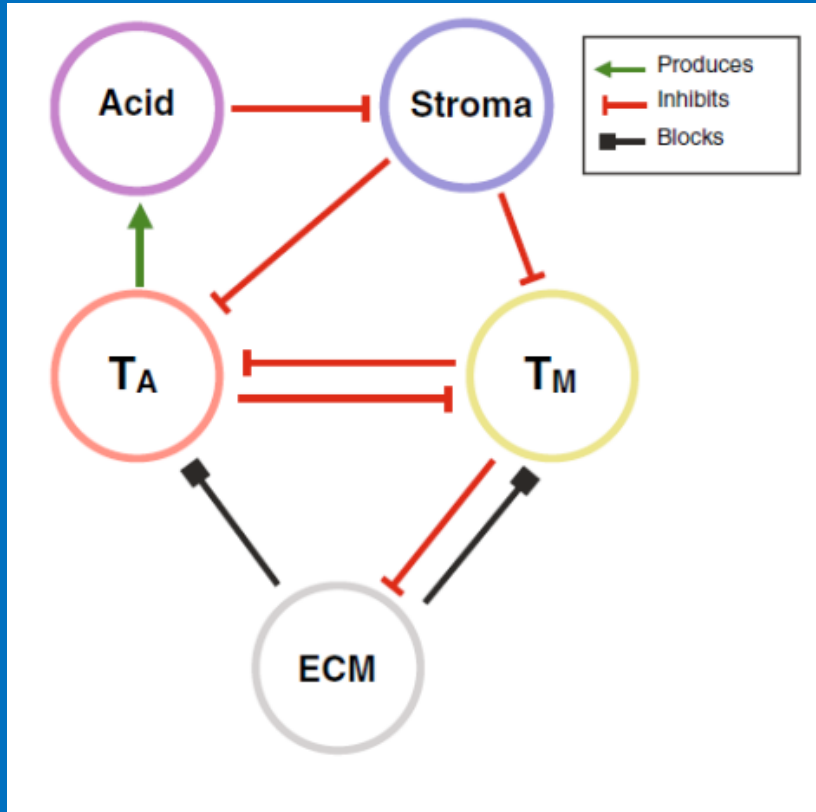 Acid
Stroma
Produces
Inhibits
Blocks
TA
TM
ECM